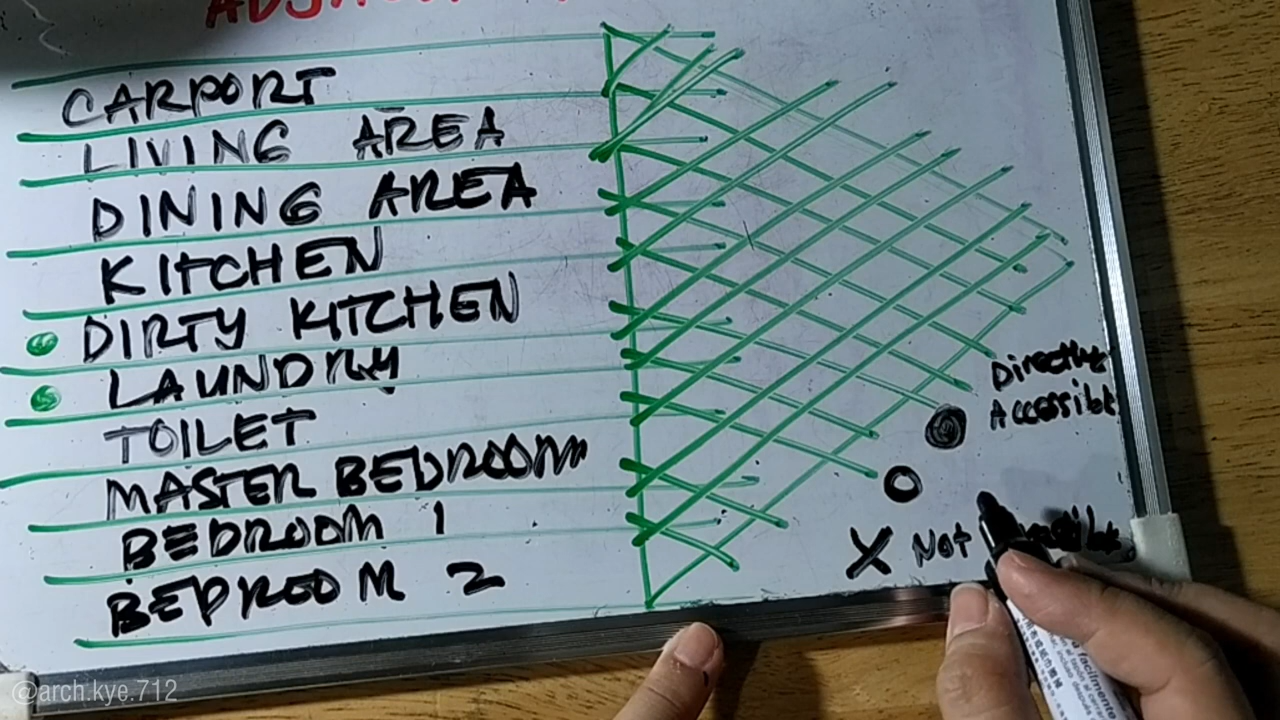 CARPORT
LIVING AREA
DINING AREA
KITCHEN
DIRTY KITCHEN
LAUNDRY
TOILET
MASTER BEDROOM
BEDROOM 1
BEDROOM 2
Directly
Accessible
X Not
@arch.kye.712